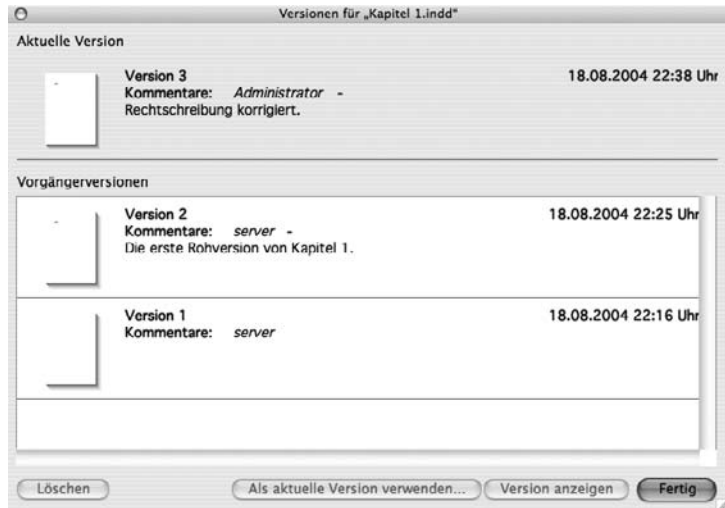 Versionen für „Kapitel 1.indd“
Aktuelle Version
Version 3 18.08.2004 22:38 Uhr
Kommentare: Administrator -
Rechtschreibung korrigiert.
Vorgängerversionen
Version 2 18.08.2004 22:25 Uhr
Kommentare: server -
Die erste Rohversion von Kapitel 1.
Version 1 18.08.2004 22:16 Uhr
Kommentare: server
Löschen Als aktuelle Version verwenden... Version anzeigen Fertig